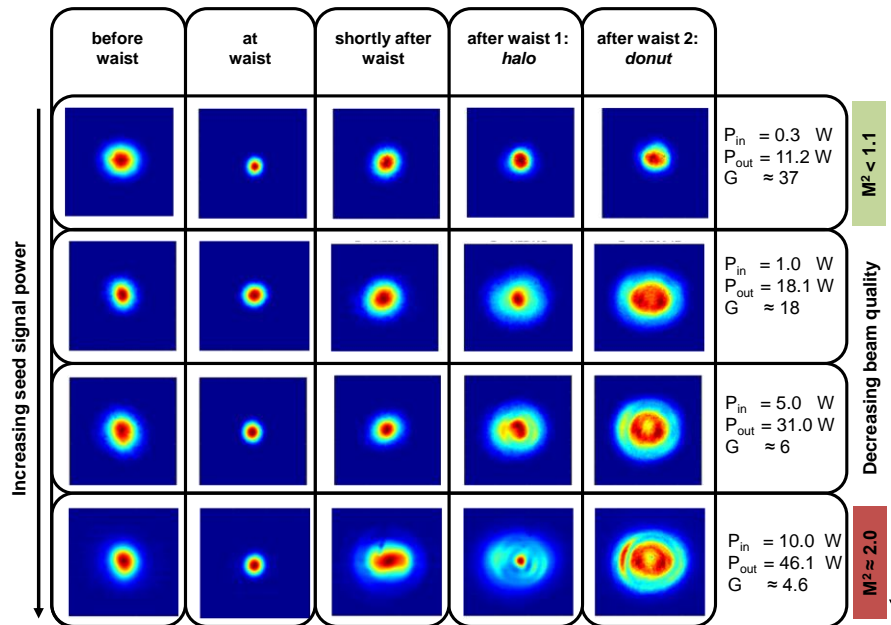 before
waist
at
waist
shortly after
waist
after waist 1:
halo
after waist 2:
donut
Increasing seed signal power
P_in = 0.3 W
P_out = 11.2 W
G ≈ 37
M² < 1.1
P_in = 1.0 W
P_out = 18.1 W
G ≈ 18
Decreasing beam quality
P_in = 5.0 W
P_out = 31.0 W
G ≈ 6
P_in = 10.0 W
P_out = 46.1 W
G ≈ 4.6
M² ≈ 2.0